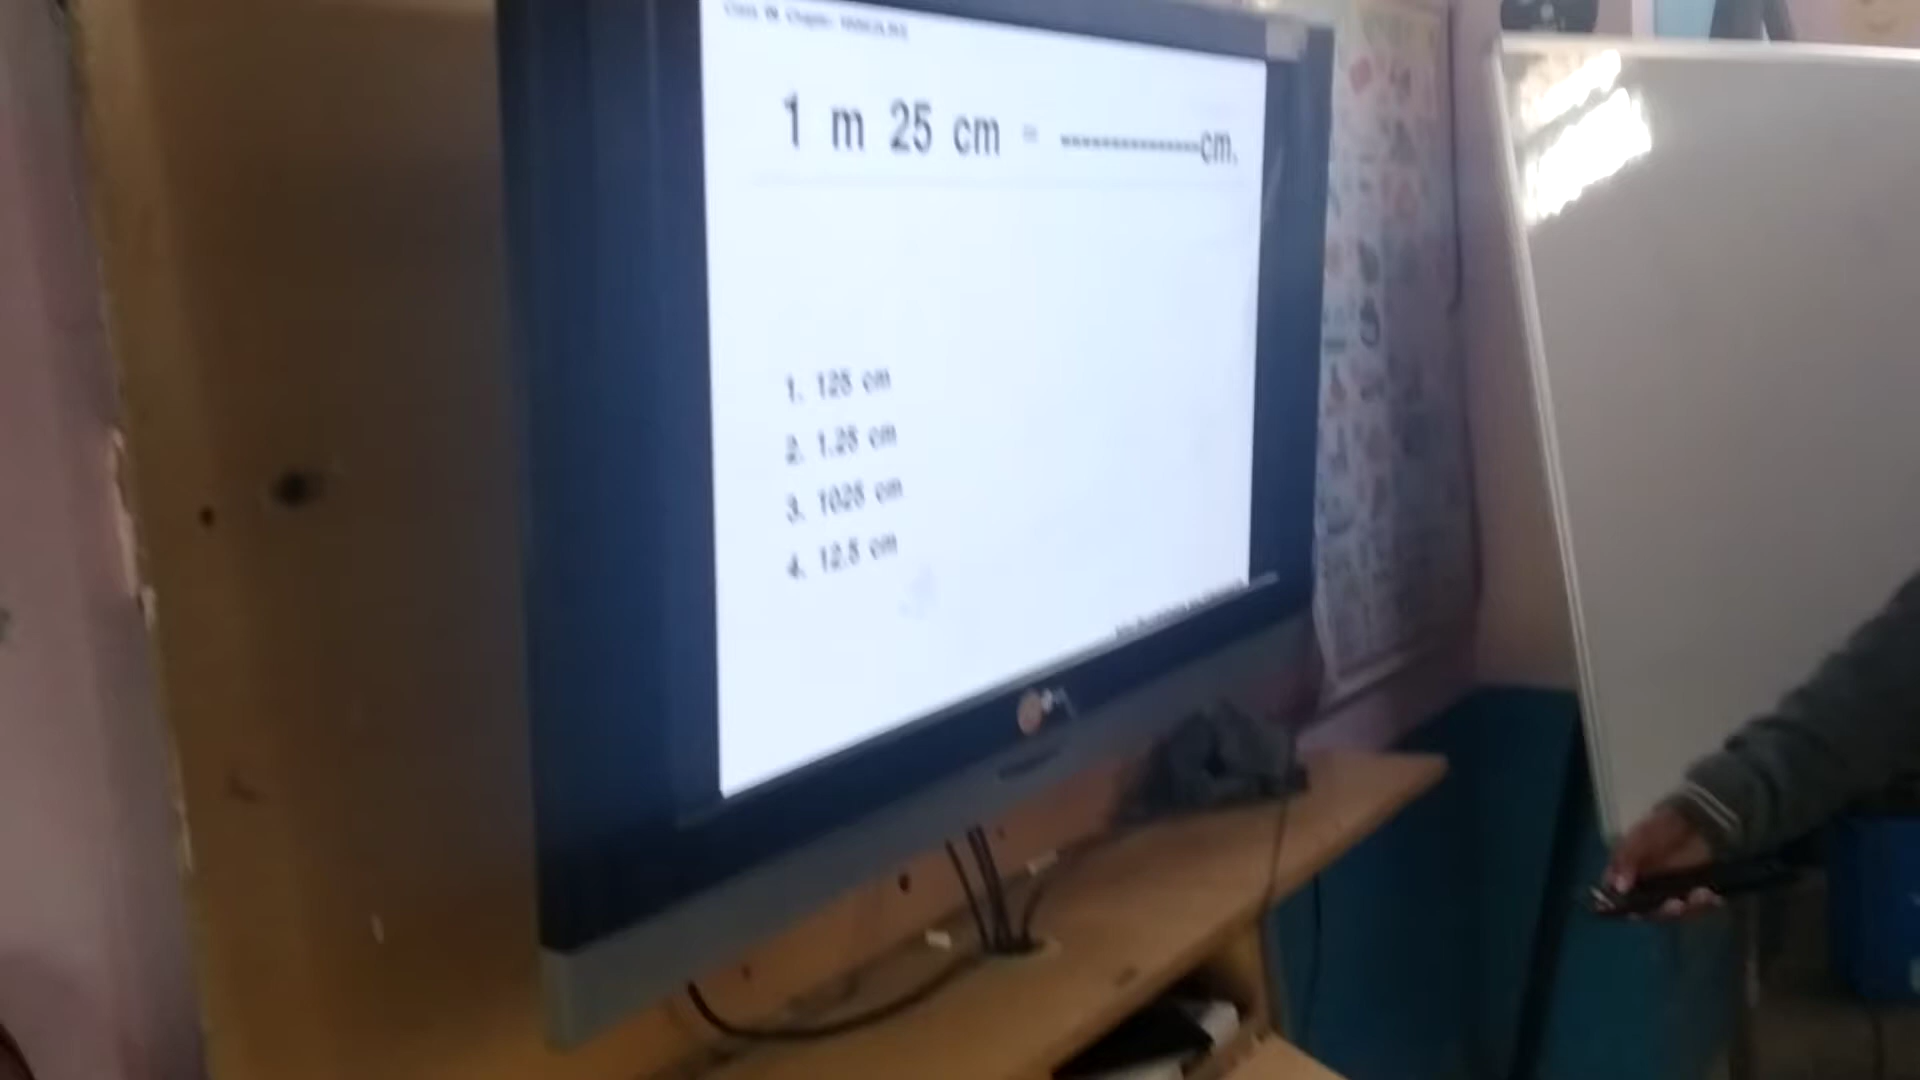 1 m 25 cm = ---------------cm.
1. 125 cm
2. 1.25 cm
3. 1025 cm
4. 12.5 cm